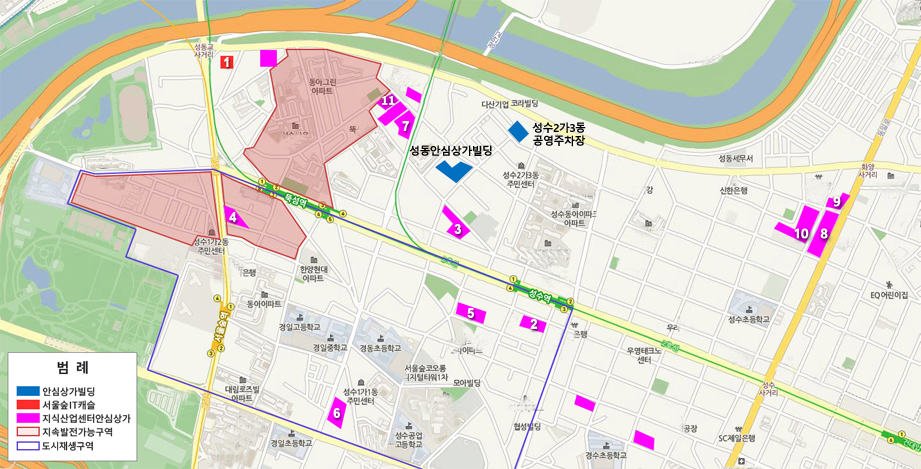 성동교
사거리
1
동아그린
아파트
뚝
11
7
다산기업 코라빌딩
성수2가3동
공영주차장
성동안심상가빌딩
성수2가3동
주민센터
성동세무서
동일로
화양
사거리
강
신한은행
뚝섬역
4
성수1가2동
주민센터
3
성수동아이파크
아파트
9
10
8
은행
한양현대
아파트
성수역
EQ어린이집
동아아파트
서울숲역
5
2
은행
우리
성수초등학교
경일고등학교
경일중학교
경동초등학교
우영테크노
센터
서울숲코오롱
디지털타워1차
모아빌딩
성수
사거리
대림로즈빌
아파트
성수1가1동
주민센터
6
성수공업
고등학교
협성빌딩
공장
SC제일은행
경일초등학교
경수초등학교
범 례
안심상가빌딩
서울숲IT캐슬
지식산업센터안심상가
지속발전가능구역
도시재생구역